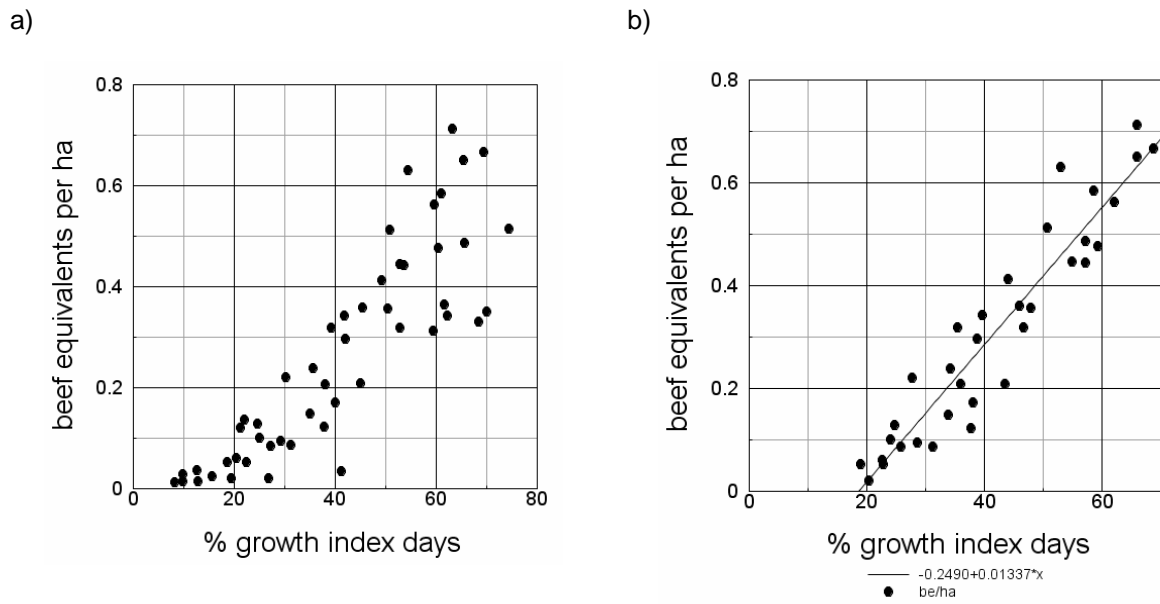 a)
b)
0.8
0.6
0.4
0.2
0
beef equivalents per ha
0 20 40 60 80
% growth index days
0.8
0.6
0.4
0.2
0
beef equivalents per ha
0 20 40 60
% growth index days
-0.2490+0.01337*x
be/ha